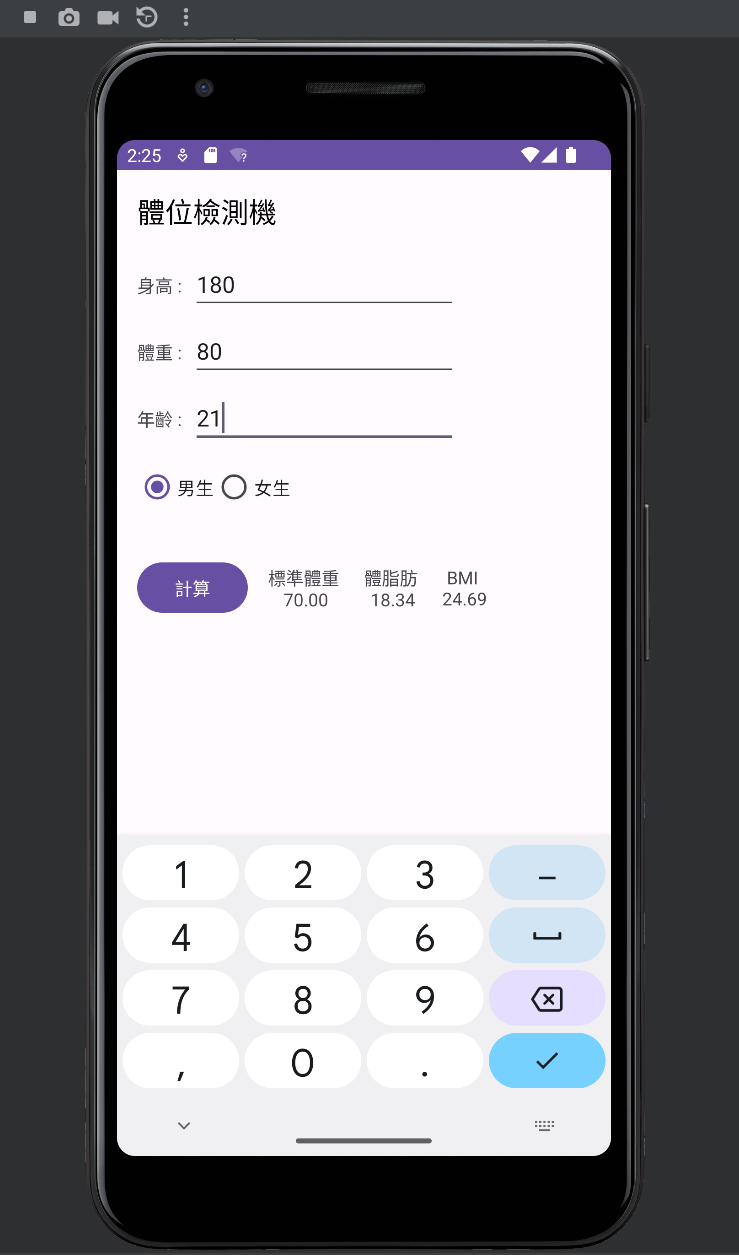 2:25
體位檢測機
身高 : 180
體重 : 80
年齡 : 21
男生 女生
計算 標準體重 體脂肪 BMI
70.00 18.34 24.69
1 2 3 –
4 5 6
7 8 9
, 0 .